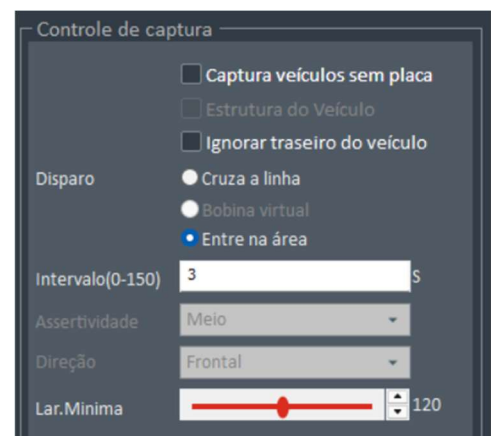 Controle de captura
Captura veículos sem placa
Estrutura do Veículo
Ignorar traseiro do veículo
Disparo Cruza a linha
Bobina virtual
Entre na área
Intervalo(0-150) 3 S
Assertividade Meio
Direção Frontal
Lar.Minima 120